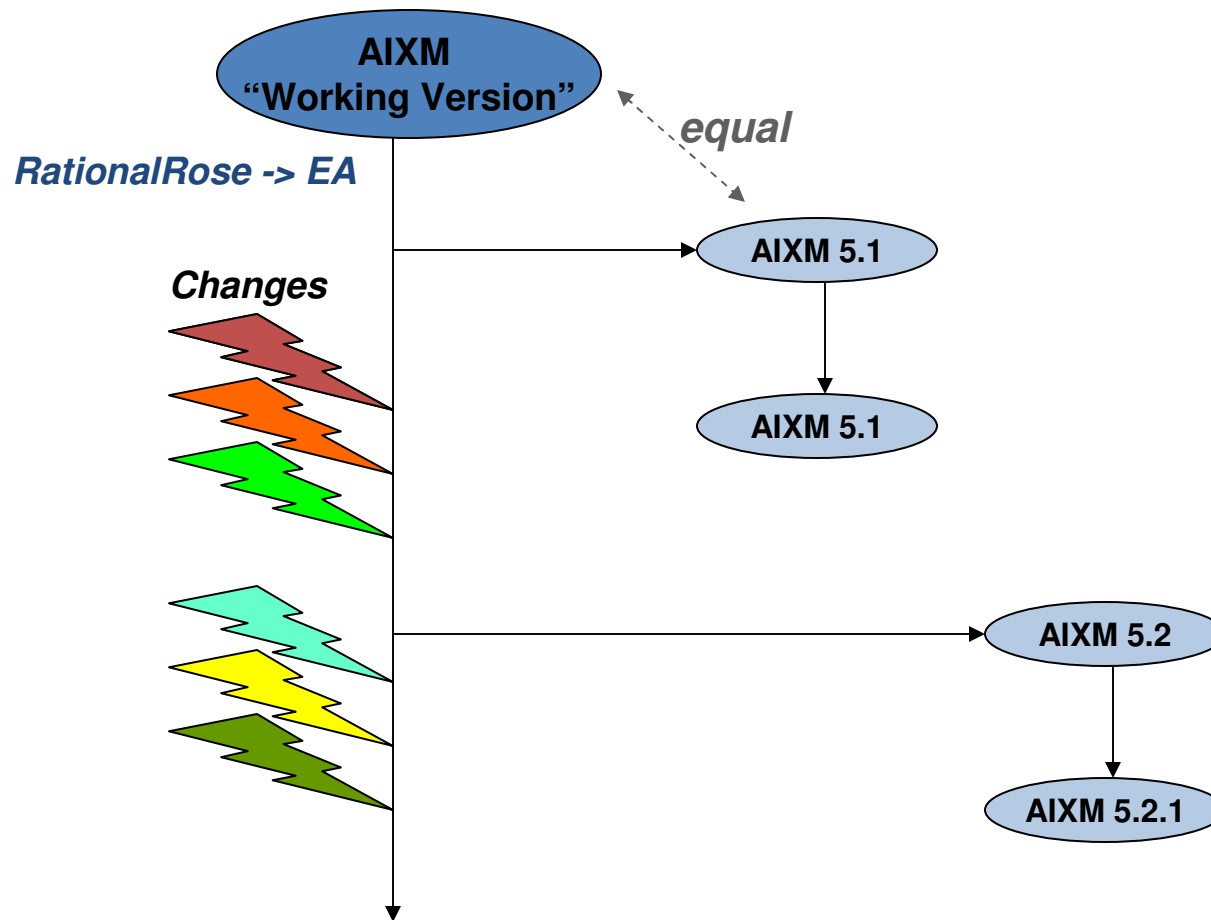 AIXM
“Working Version”
equal
RationalRose -> EA
AIXM 5.1
Changes
AIXM 5.1
AIXM 5.2
AIXM 5.2.1